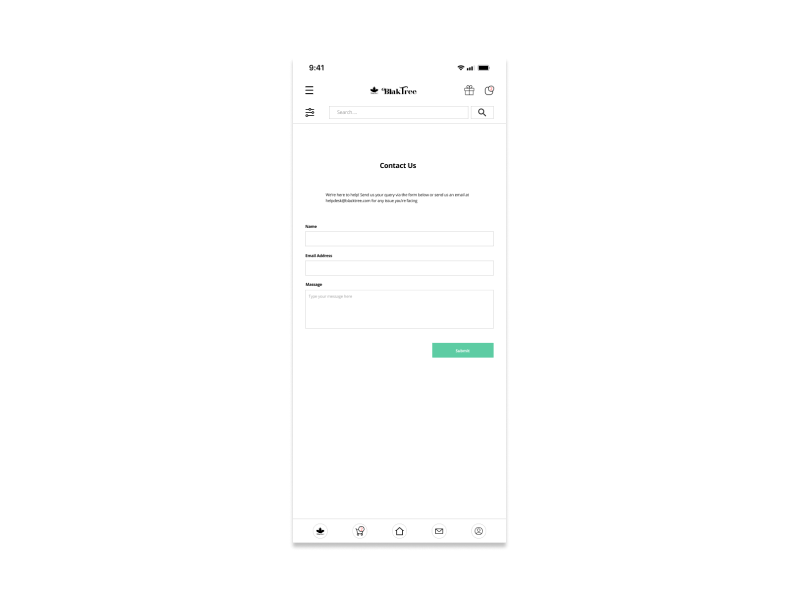 9:41
BlakTree
Search...
Contact Us
We're here to help! Send us your query via the form below or send us an email at
helpdesk@blacktree.com for any issue you're facing
Name
Email Address
Message
Type your message here
Submit